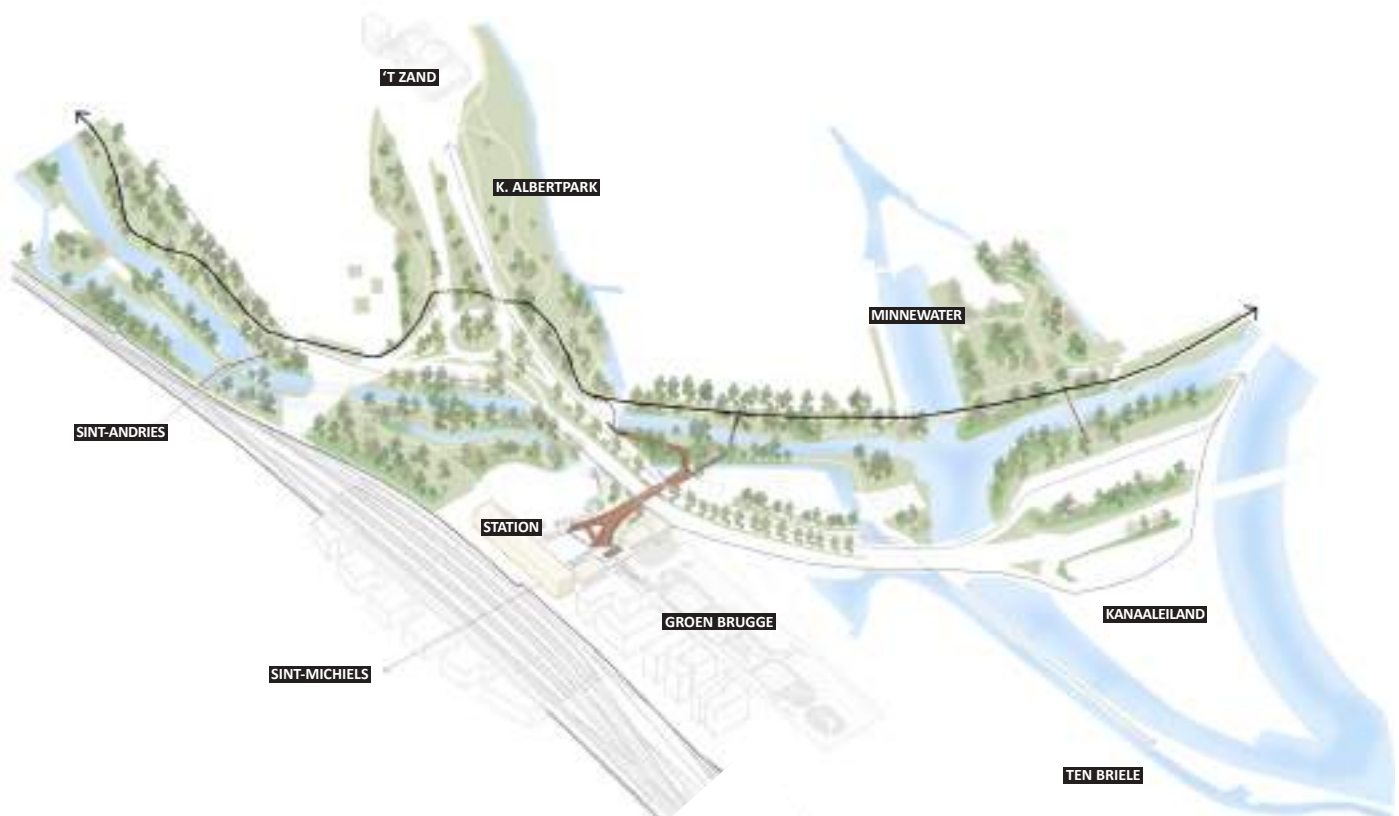 ‘T ZAND
K. ALBERTPARK
MINNEWATER
SINT-ANDRIES
STATION
KANAALEILAND
GROEN BRUGGE
SINT-MICHIELS
TEN BRIELE